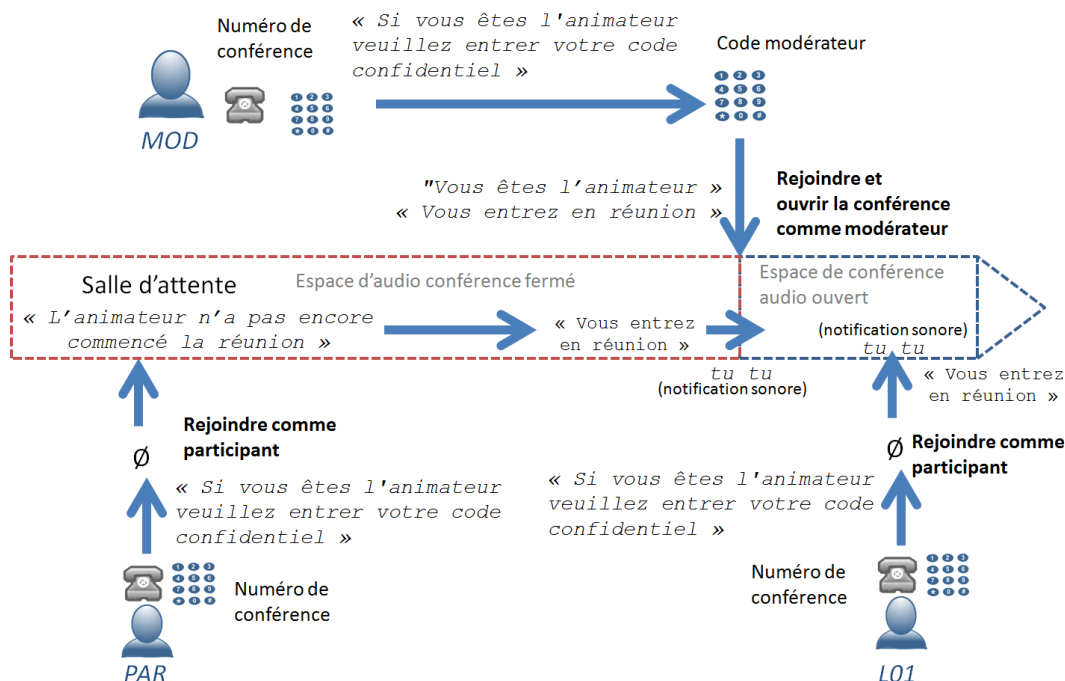 Numéro de
conférence
« Si vous êtes l'animateur
veuillez entrer votre code
confidentiel »
Code modérateur
MOD
"Vous êtes l’animateur »
« Vous entrez en réunion »
Rejoindre et
ouvrir la conférence
comme modérateur
Salle d’attente
Espace d’audio conférence fermé
« L’animateur n’a pas encore
commencé la réunion »
« Vous entrez
en réunion »
Espace de conférence
audio ouvert
(notification sonore)
tu tu
tu tu
(notification sonore)
« Vous entrez
en réunion »
Rejoindre comme
participant
Ø
« Si vous êtes l'animateur
veuillez entrer votre code
confidentiel »
Numéro de
conférence
PAR
Ø
Rejoindre comme
participant
« Si vous êtes l'animateur
veuillez entrer votre code
confidentiel »
Numéro de
conférence
L01